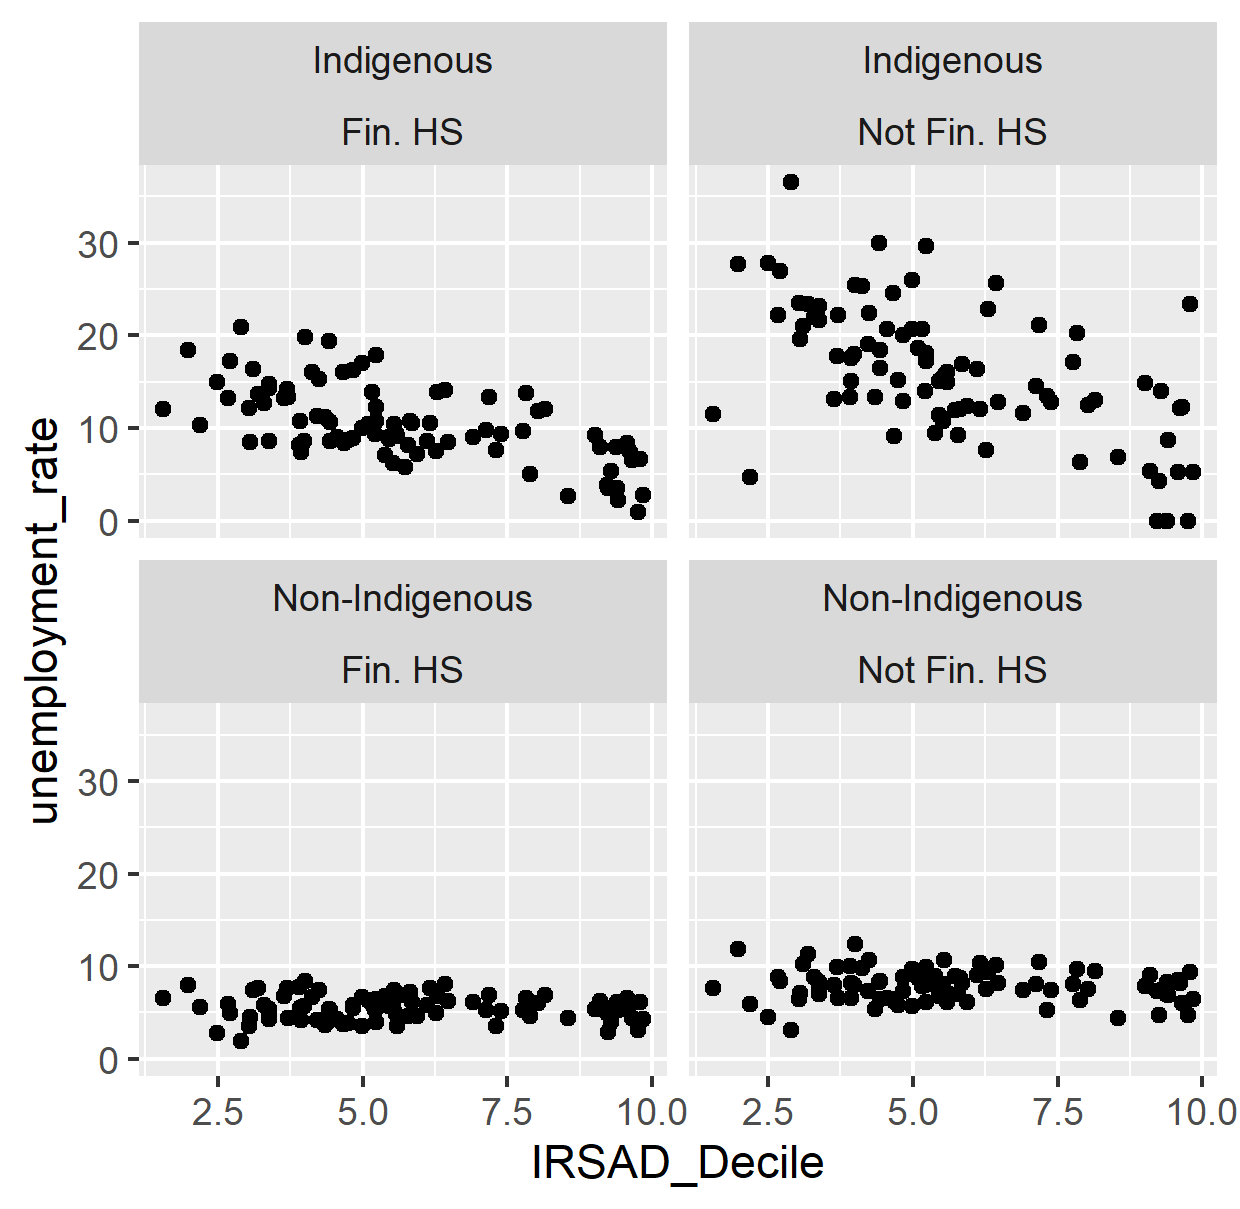 Indigenous
Fin. HS
Indigenous
Not Fin. HS
30
20
10
0
Non-Indigenous
Fin. HS
Non-Indigenous
Not Fin. HS
30
20
10
0
unemployment_rate
2.5 5.0 7.5 10.0 2.5 5.0 7.5 10.0
IRSAD_Decile